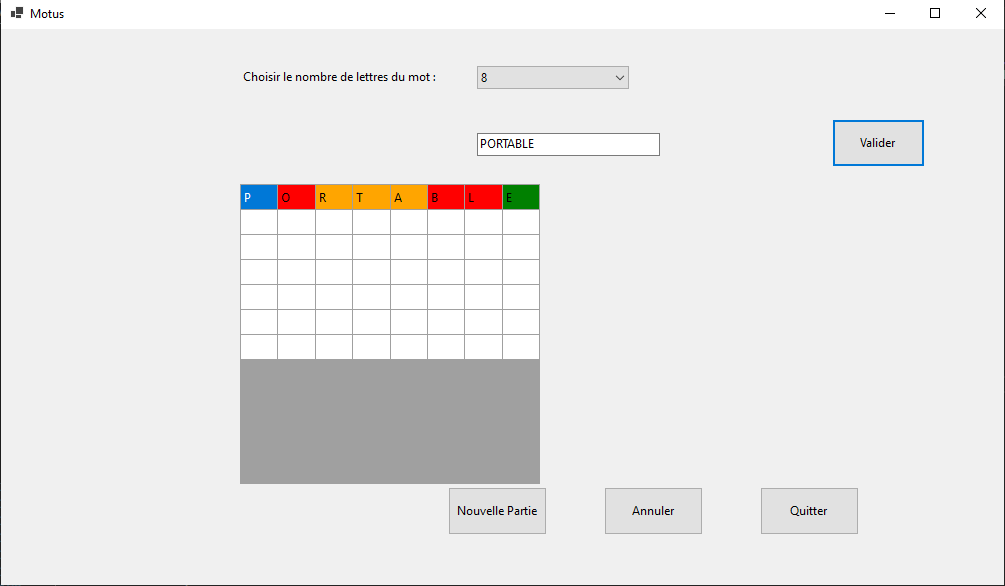 Motus
Choisir le nombre de lettres du mot : 8
PORTABLE
Valider
P O R T A B L E
Nouvelle Partie Annuler Quitter